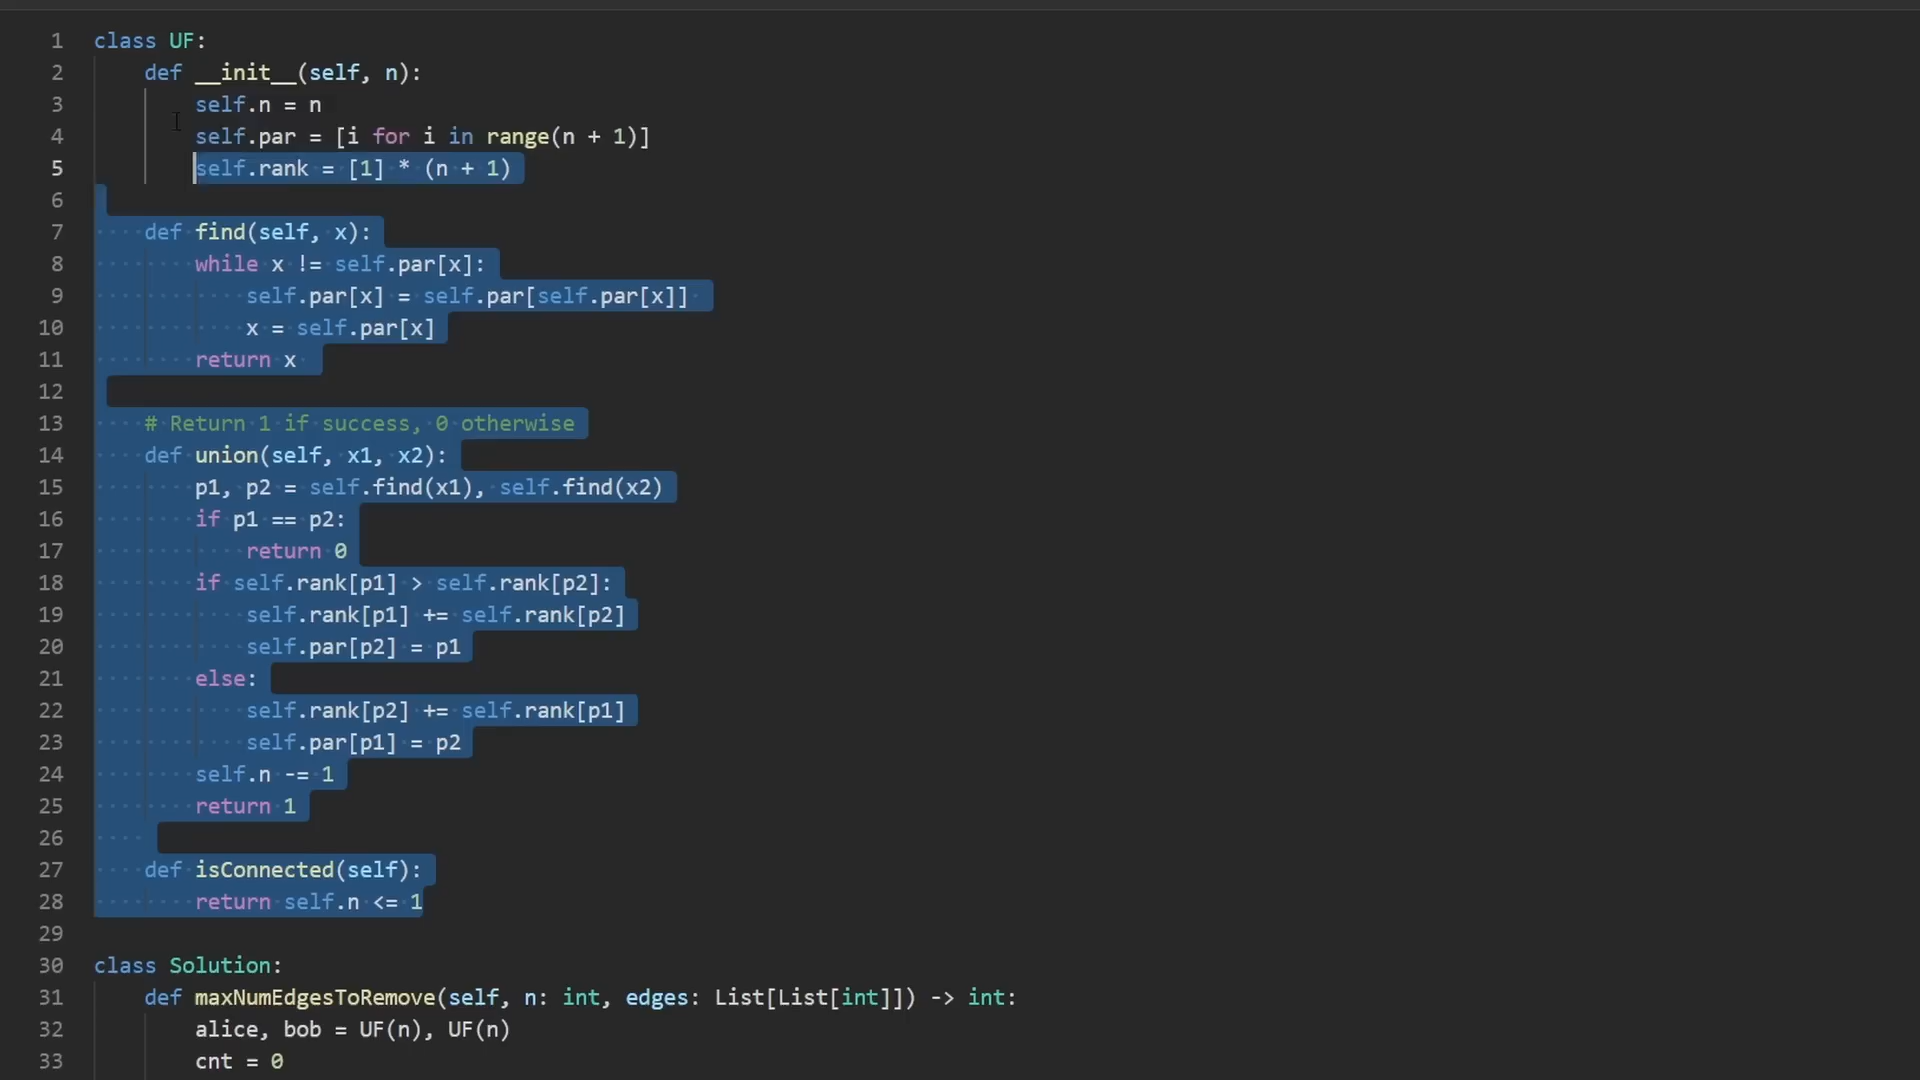 1 class UF:
2 def __init__(self, n):
3 self.n = n
4 self.par = [i for i in range(n + 1)]
5 self.rank = [1] * (n + 1)
6
7 def find(self, x):
8 while x != self.par[x]:
9 self.par[x] = self.par[self.par[x]]
10 x = self.par[x]
11 return x
12
13 # Return 1 if success, 0 otherwise
14 def union(self, x1, x2):
15 p1, p2 = self.find(x1), self.find(x2)
16 if p1 == p2:
17 return 0
18 if self.rank[p1] > self.rank[p2]:
19 self.rank[p1] += self.rank[p2]
20 self.par[p2] = p1
21 else:
22 self.rank[p2] += self.rank[p1]
23 self.par[p1] = p2
24 self.n -= 1
25 return 1
26
27 def isConnected(self):
28 return self.n <= 1
29
30 class Solution:
31 def maxNumEdgesToRemove(self, n: int, edges: List[List[int]]) -> int:
32 alice, bob = UF(n), UF(n)
33 cnt = 0